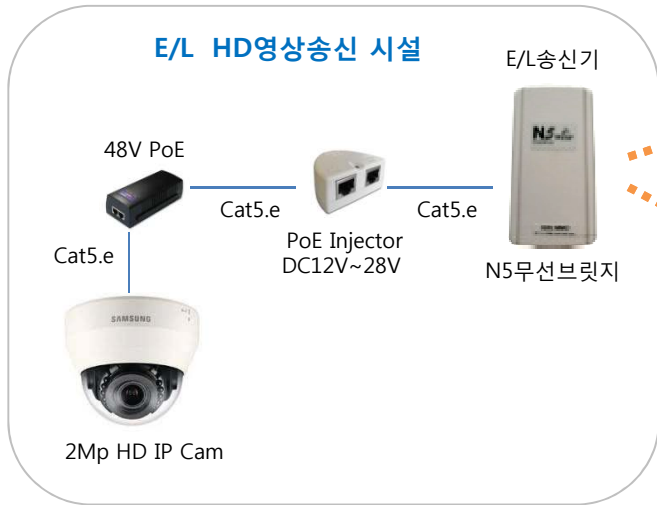 E/L HD영상송신 시설
E/L송신기
48V PoE
N5
Cat5.e
Cat5.e
PoE Injector
DC12V~28V
N5무선브릿지
Cat5.e
SAMSUNG
2Mp HD IP Cam